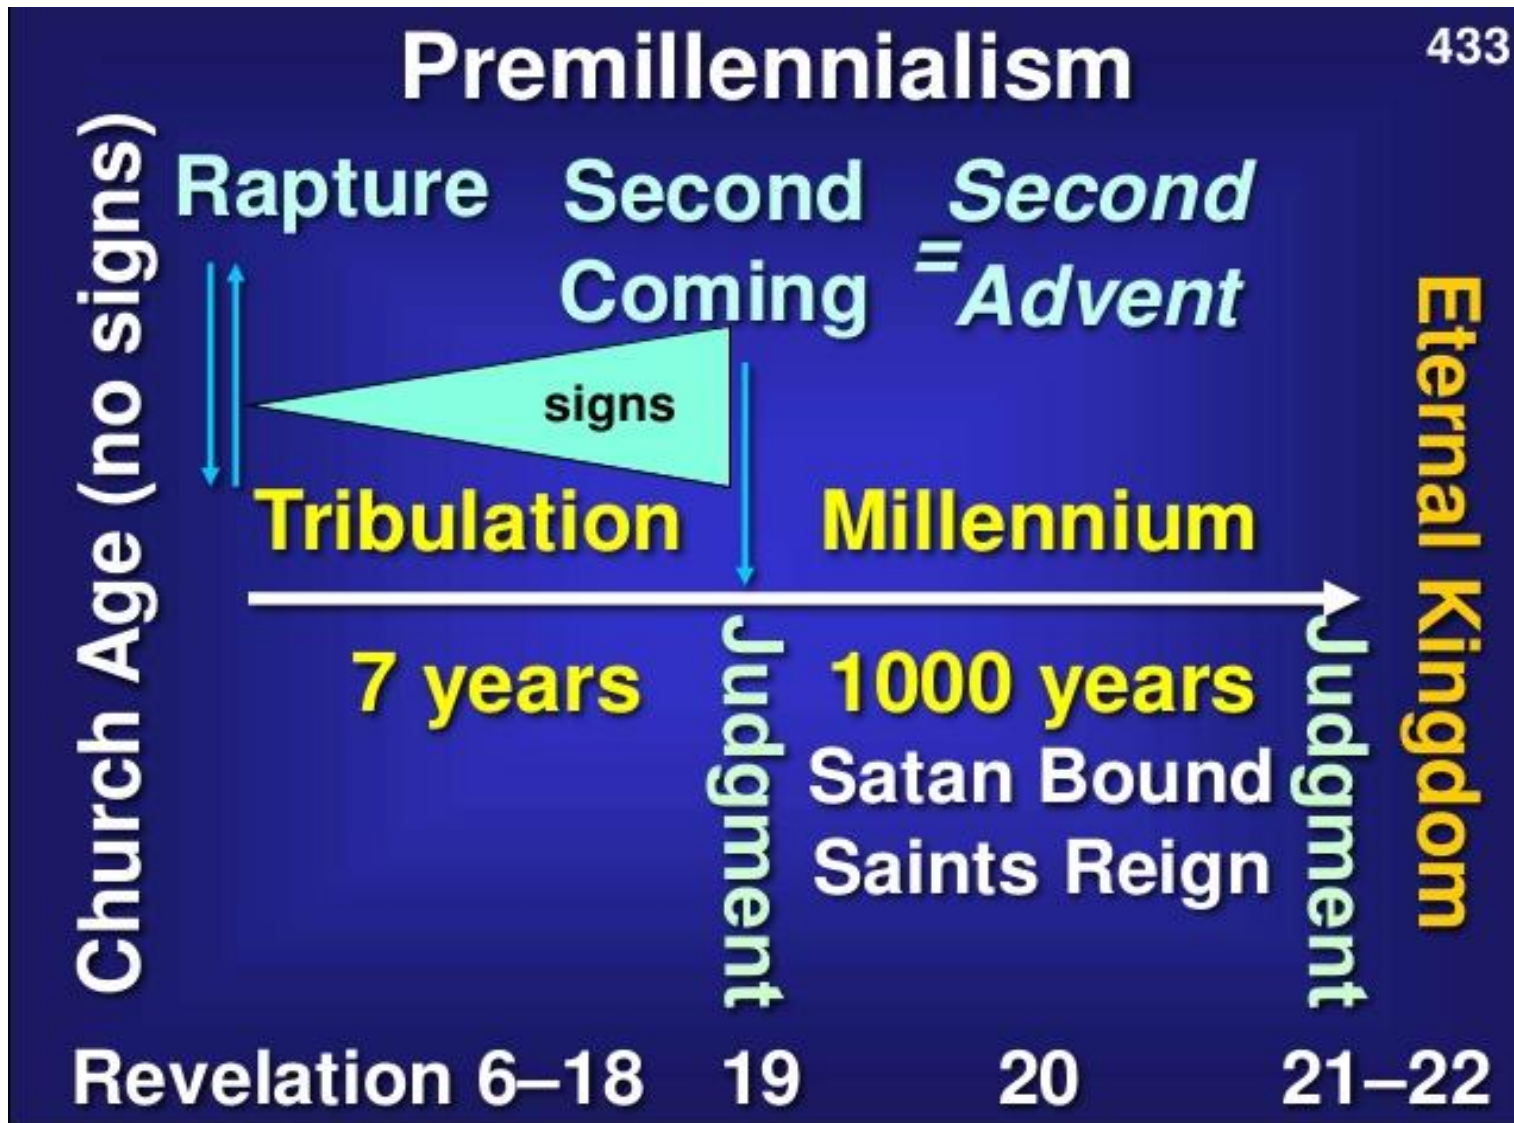 Premillennialism
433
Church Age (no signs)
Rapture
Second
Coming
=
Second
Advent
signs
Tribulation
Millennium
7 years
Judgment
1000 years
Satan Bound
Saints Reign
Judgment
Eternal Kingdom
Revelation 6–18 19 20 21–22